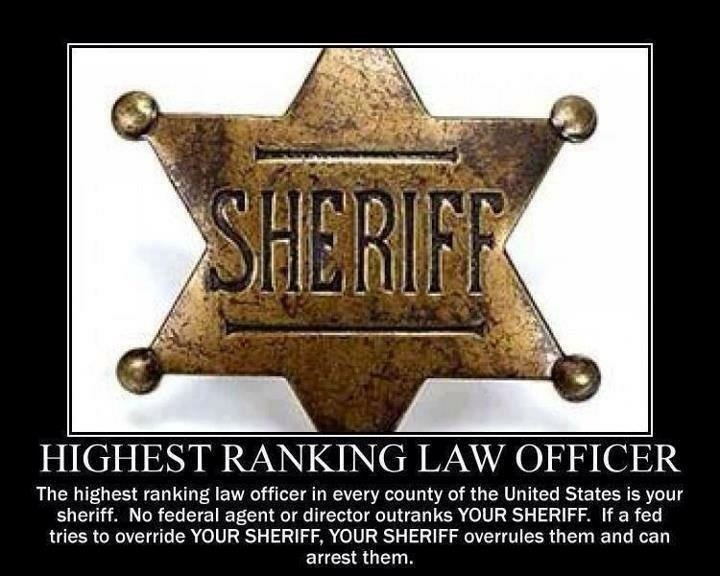 SHERIFF
HIGHEST RANKING LAW OFFICER
The highest ranking law officer in every county of the United States is your
sheriff.  No federal agent or director outranks YOUR SHERIFF.  If a fed
tries to override YOUR SHERIFF, YOUR SHERIFF overrules them and can
arrest them.